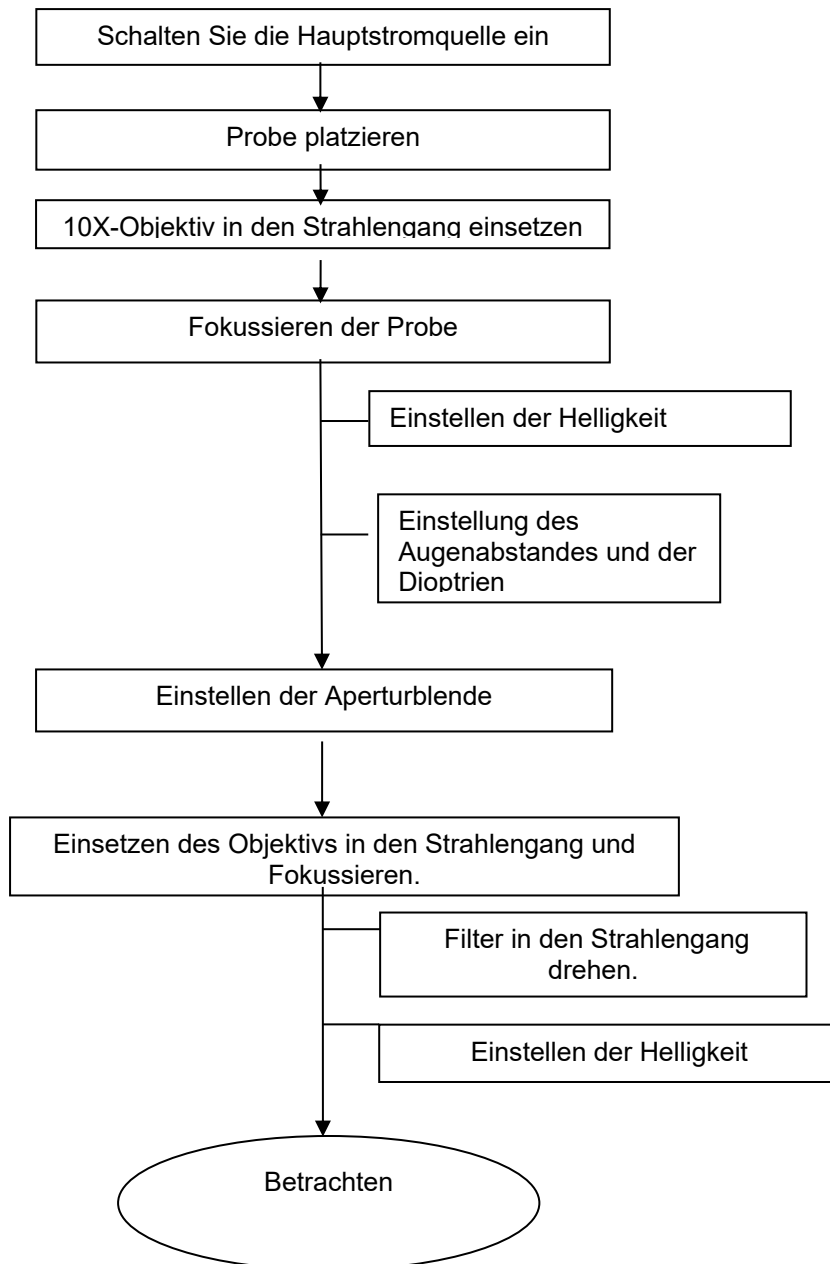 Schalten Sie die Hauptstromquelle ein
Probe platzieren
10X-Objektiv in den Strahlengang einsetzen
Fokussieren der Probe
Einstellen der Helligkeit
Einstellung des
Augenabstandes und der
Dioptrien
Einstellen der Aperturblende
Einsetzen des Objektivs in den Strahlengang und
Fokussieren.
Filter in den Strahlengang
drehen.
Einstellen der Helligkeit
Betrachten